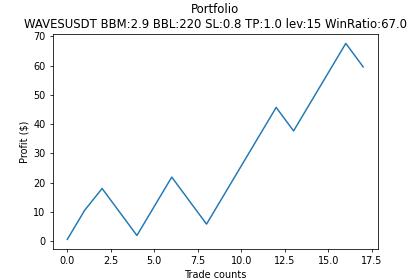 Portfolio
WAVESUSDT BBM:2.9 BBL:220 SL:0.8 TP:1.0 lev:15 WinRatio:67.0
70
60
50
40
30
20
10
0
Profit ($)
0.0 2.5 5.0 7.5 10.0 12.5 15.0 17.5
Trade counts